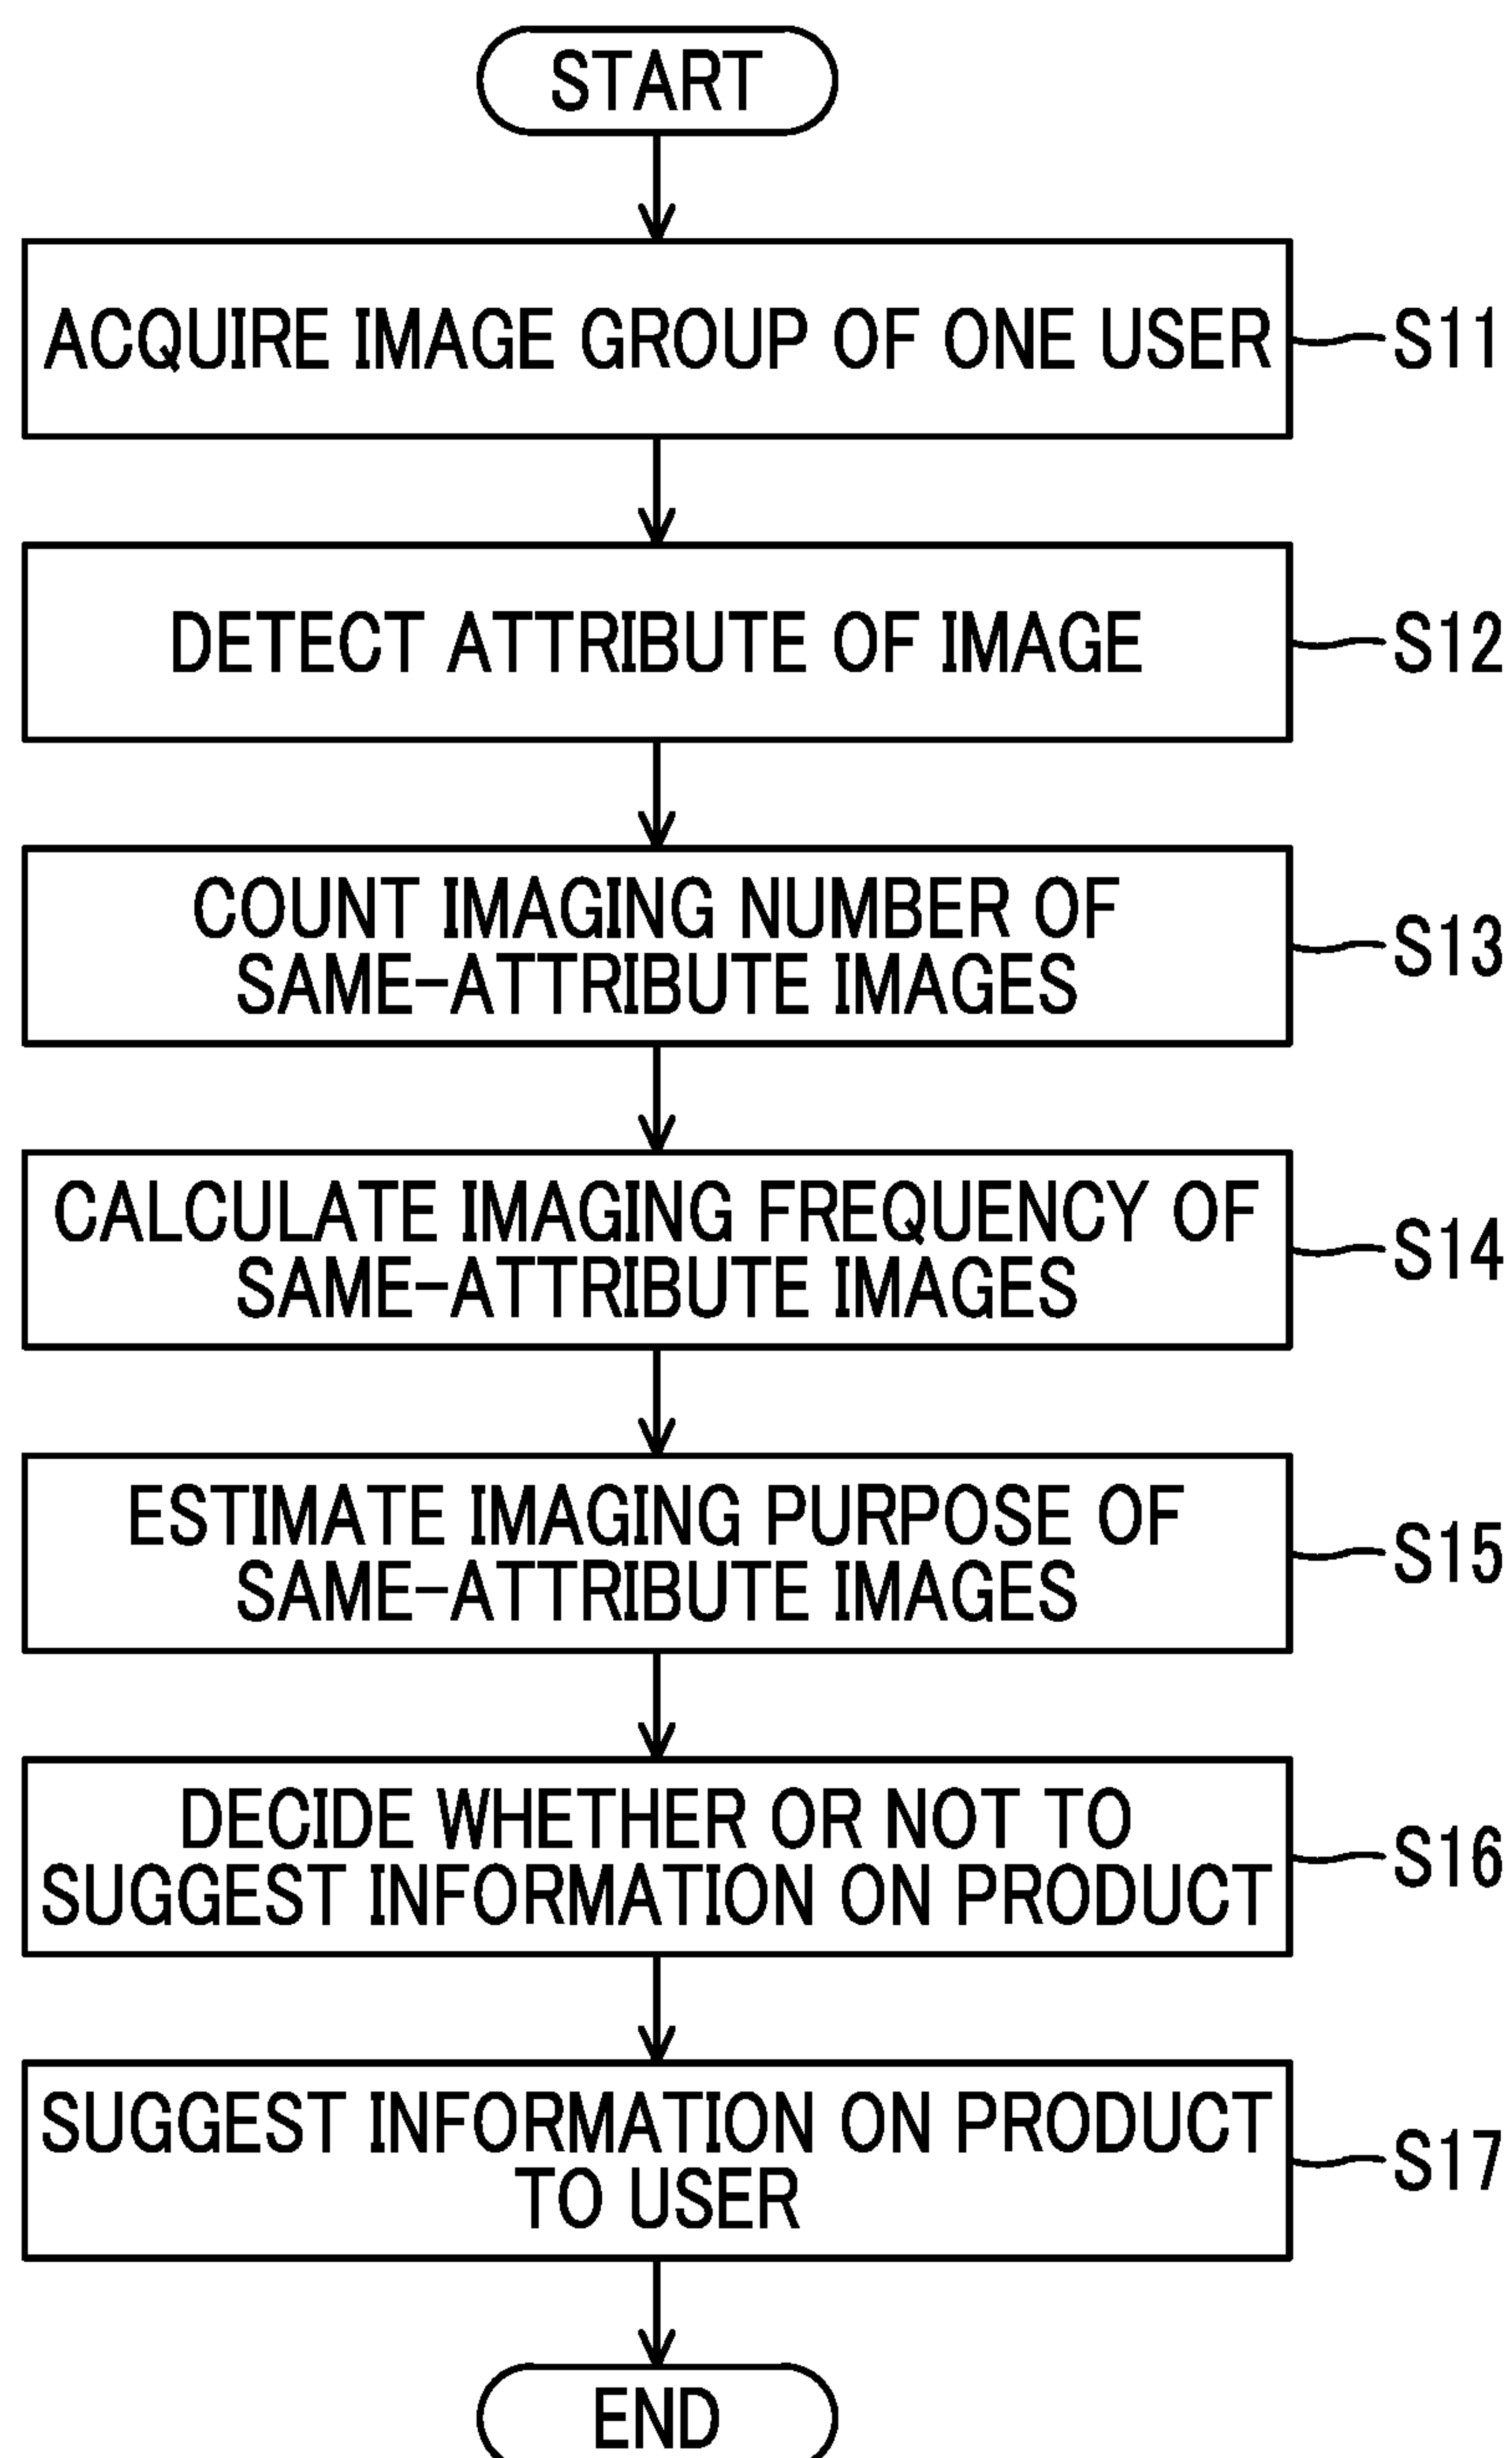 START
ACQUIRE IMAGE GROUP OF ONE USER
S11
DETECT ATTRIBUTE OF IMAGE
S12
COUNT IMAGING NUMBER OF
SAME-ATTRIBUTE IMAGES
S13
CALCULATE IMAGING FREQUENCY OF
SAME-ATTRIBUTE IMAGES
S14
ESTIMATE IMAGING PURPOSE OF
SAME-ATTRIBUTE IMAGES
S15
DECIDE WHETHER OR NOT TO
SUGGEST INFORMATION ON PRODUCT
S16
SUGGEST INFORMATION ON PRODUCT
TO USER
S17
END